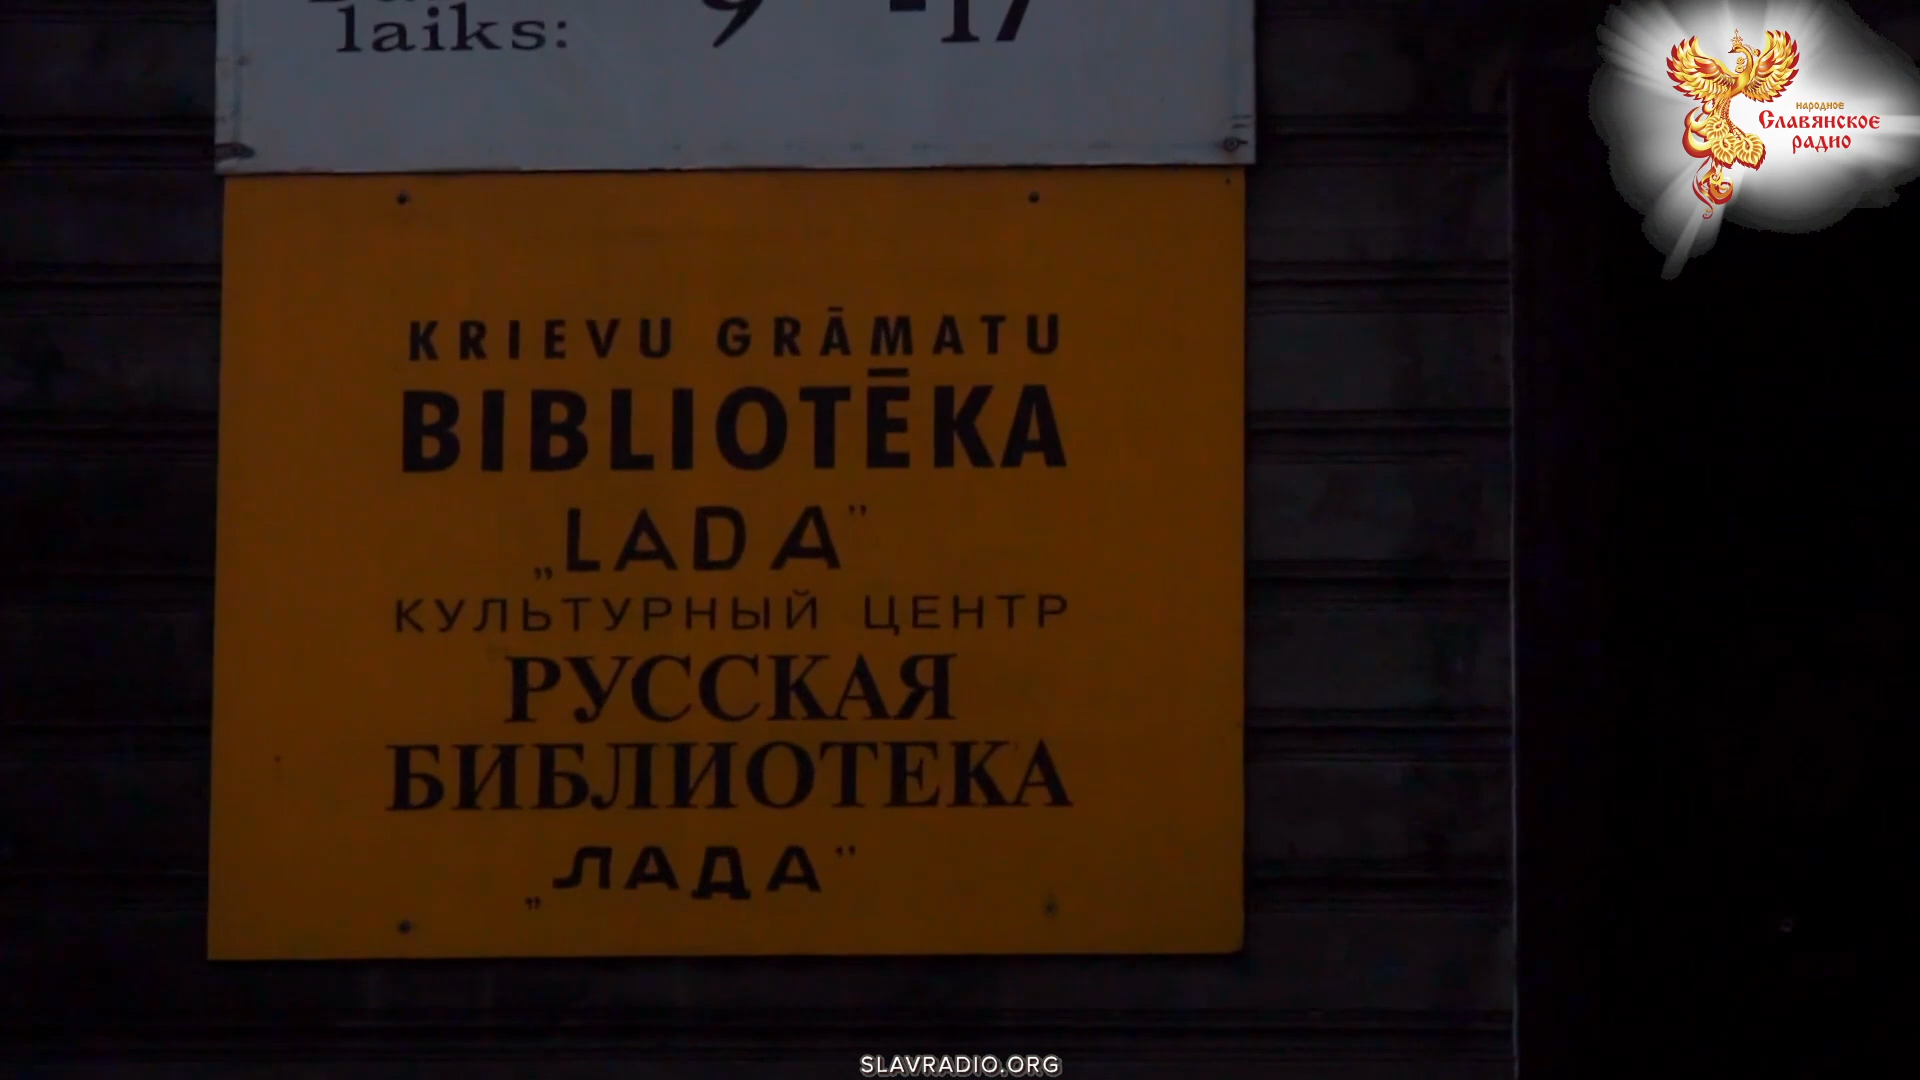 laiks: 9 -17
народное
Славянское
радио
KRIEVU GRĀMATU
BIBLIOTĒKA
„LADA”
КУЛЬТУРНЫЙ ЦЕНТР
РУССКАЯ
БИБЛИОТЕКА
„ЛАДА”
SLAVRADIO.ORG